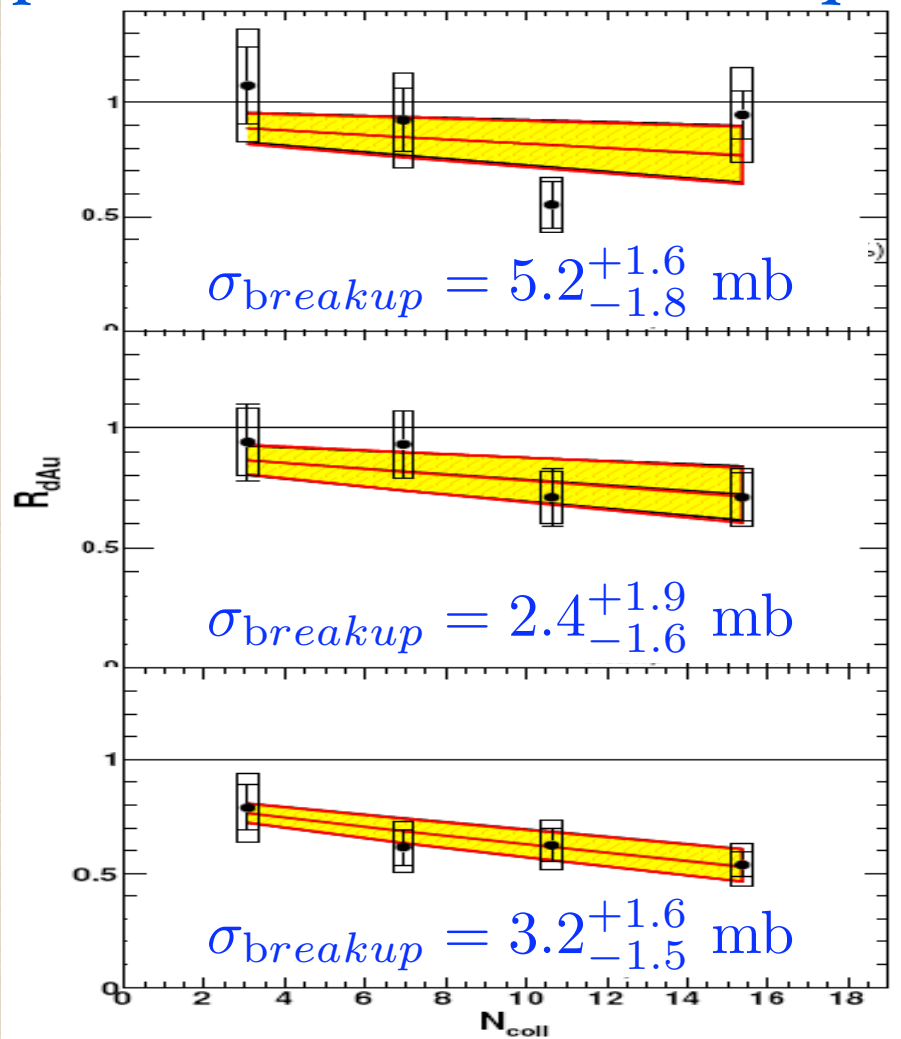 1
0.5
σ_breakup = 5.2^{+1.6}_{-1.8} mb
1
R_dAu
0.5
σ_breakup = 2.4^{+1.9}_{-1.6} mb
1
0.5
σ_breakup = 3.2^{+1.6}_{-1.5} mb
0
0 2 4 6 8 10 12 14 16 18
N_coll